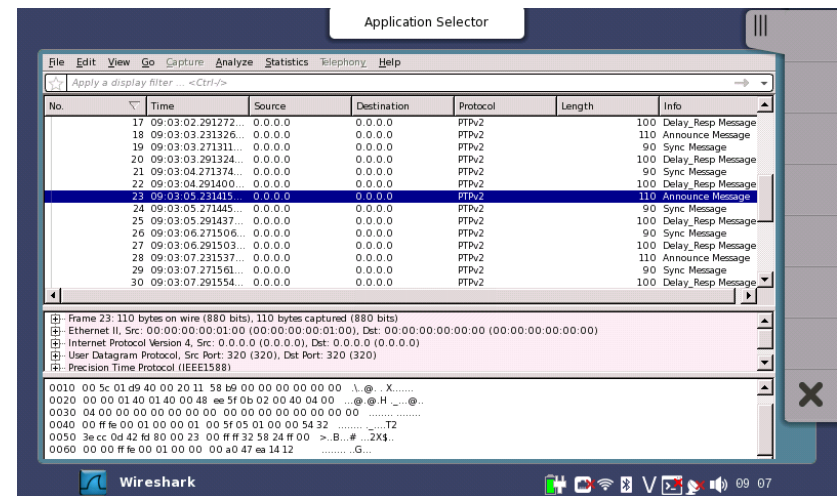 Application Selector
File Edit View Go Capture Analyze Statistics Telephony Help
Apply a display filter ... <Ctrl-/>
No. Time Source Destination Protocol Length Info
17 09:03:02.291272... 0.0.0.0 0.0.0.0 PTPv2 100 Delay_Resp Message
18 09:03:03.231326... 0.0.0.0 0.0.0.0 PTPv2 110 Announce Message
19 09:03:03.271311... 0.0.0.0 0.0.0.0 PTPv2 90 Sync Message
20 09:03:03.291324... 0.0.0.0 0.0.0.0 PTPv2 100 Delay_Resp Message
21 09:03:04.271374... 0.0.0.0 0.0.0.0 PTPv2 90 Sync Message
22 09:03:04.291400... 0.0.0.0 0.0.0.0 PTPv2 100 Delay_Resp Message
23 09:03:05.231415... 0.0.0.0 0.0.0.0 PTPv2 110 Announce Message
24 09:03:05.271445... 0.0.0.0 0.0.0.0 PTPv2 90 Sync Message
25 09:03:05.291437... 0.0.0.0 0.0.0.0 PTPv2 100 Delay_Resp Message
26 09:03:06.271506... 0.0.0.0 0.0.0.0 PTPv2 90 Sync Message
27 09:03:06.291503... 0.0.0.0 0.0.0.0 PTPv2 100 Delay_Resp Message
28 09:03:07.231537... 0.0.0.0 0.0.0.0 PTPv2 110 Announce Message
29 09:03:07.271561... 0.0.0.0 0.0.0.0 PTPv2 90 Sync Message
30 09:03:07.291554... 0.0.0.0 0.0.0.0 PTPv2 100 Delay_Resp Message
Frame 23: 110 bytes on wire (880 bits), 110 bytes captured (880 bits)
Ethernet II, Src: 00:00:00:00:01:00 (00:00:00:00:01:00), Dst: 00:00:00:00:00:00 (00:00:00:00:00:00)
Internet Protocol Version 4, Src: 0.0.0.0 (0.0.0.0), Dst: 0.0.0.0 (0.0.0.0)
User Datagram Protocol, Src Port: 320 (320), Dst Port: 320 (320)
Precision Time Protocol (IEEE1588)
0010 00 5c 01 d9 40 00 20 11 58 b9 00 00 00 00 00 00 .\..@. . X.......
0020 00 00 01 40 01 40 00 48 ee 5f 0b 02 00 40 04 00 ...@.@.H ._...@..
0030 04 00 00 00 00 00 00 00 00 00 00 00 00 00 00 00 ........ ........
0040 00 ff fe 00 01 00 00 01 00 5f 05 01 00 00 54 32 ........ ._....T2
0050 3e cc 0d 42 fd 80 00 23 00 ff ff 32 58 24 ff 00 >..B...# ...2X$..
0060 00 00 ff fe 00 01 00 00 00 a0 47 ea 14 12 ........ ..G...
Wireshark
09 07